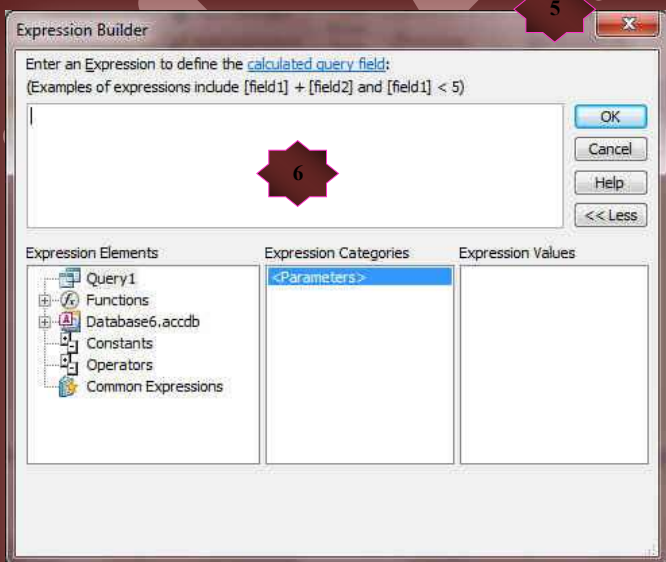 5
Expression Builder
Enter an Expression to define the calculated query field:
(Examples of expressions include [field1] + [field2] and [field1] < 5)
OK
Cancel
Help
<< Less
6
Expression Elements
Expression Categories
Expression Values
Query1
Functions
Database6.accdb
Constants
Operators
Common Expressions
<Parameters>